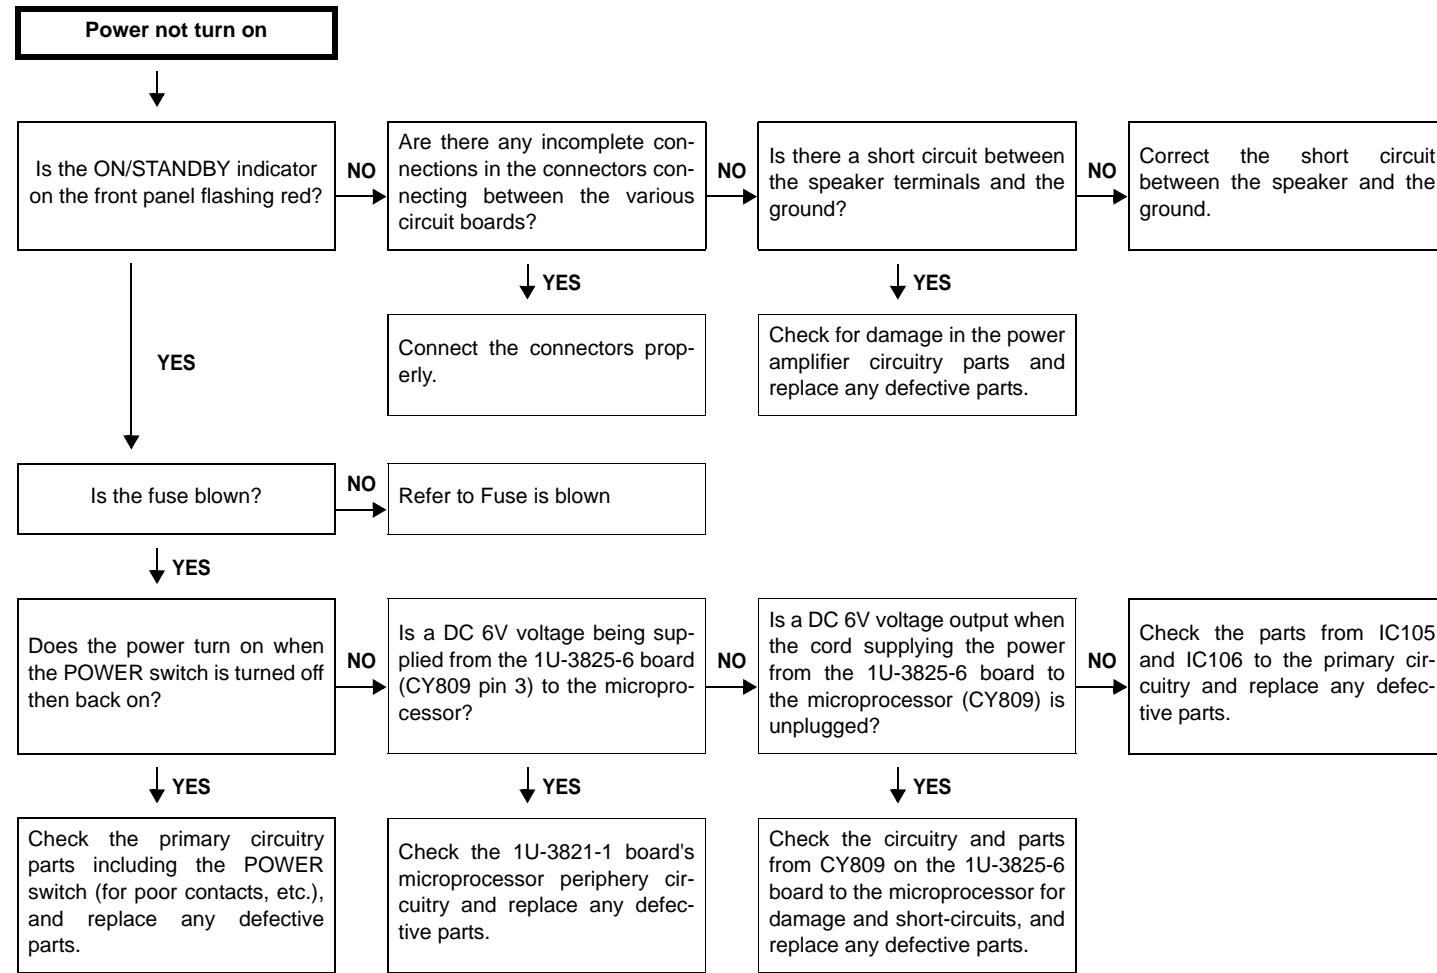 Power not turn on
Is the ON/STANDBY indicator
on the front panel flashing red?
NO
Are there any incomplete con-
nections in the connectors con-
necting between the various
circuit boards?
NO
Is there a short circuit between
the speaker terminals and the
ground?
NO
Correct the short circuit
between the speaker and the
ground.
YES
Connect the connectors prop-
erly.
YES
Check for damage in the power
amplifier circuitry parts and
replace any defective parts.
YES
Is the fuse blown?
NO
Refer to Fuse is blown
YES
Does the power turn on when
the POWER switch is turned off
then back on?
NO
Is a DC 6V voltage being sup-
plied from the 1U-3825-6 board
(CY809 pin 3) to the micropro-
cessor?
NO
Is a DC 6V voltage output when
the cord supplying the power
from the 1U-3825-6 board to
the microprocessor (CY809) is
unplugged?
NO
Check the parts from IC105
and IC106 to the primary cir-
cuitry and replace any defec-
tive parts.
YES
Check the primary circuitry
parts including the POWER
switch (for poor contacts, etc.),
and replace any defective
parts.
YES
Check the 1U-3821-1 board's
microprocessor periphery cir-
cuitry and replace any defec-
tive parts.
YES
Check the circuitry and parts
from CY809 on the 1U-3825-6
board to the microprocessor for
damage and short-circuits, and
replace any defective parts.